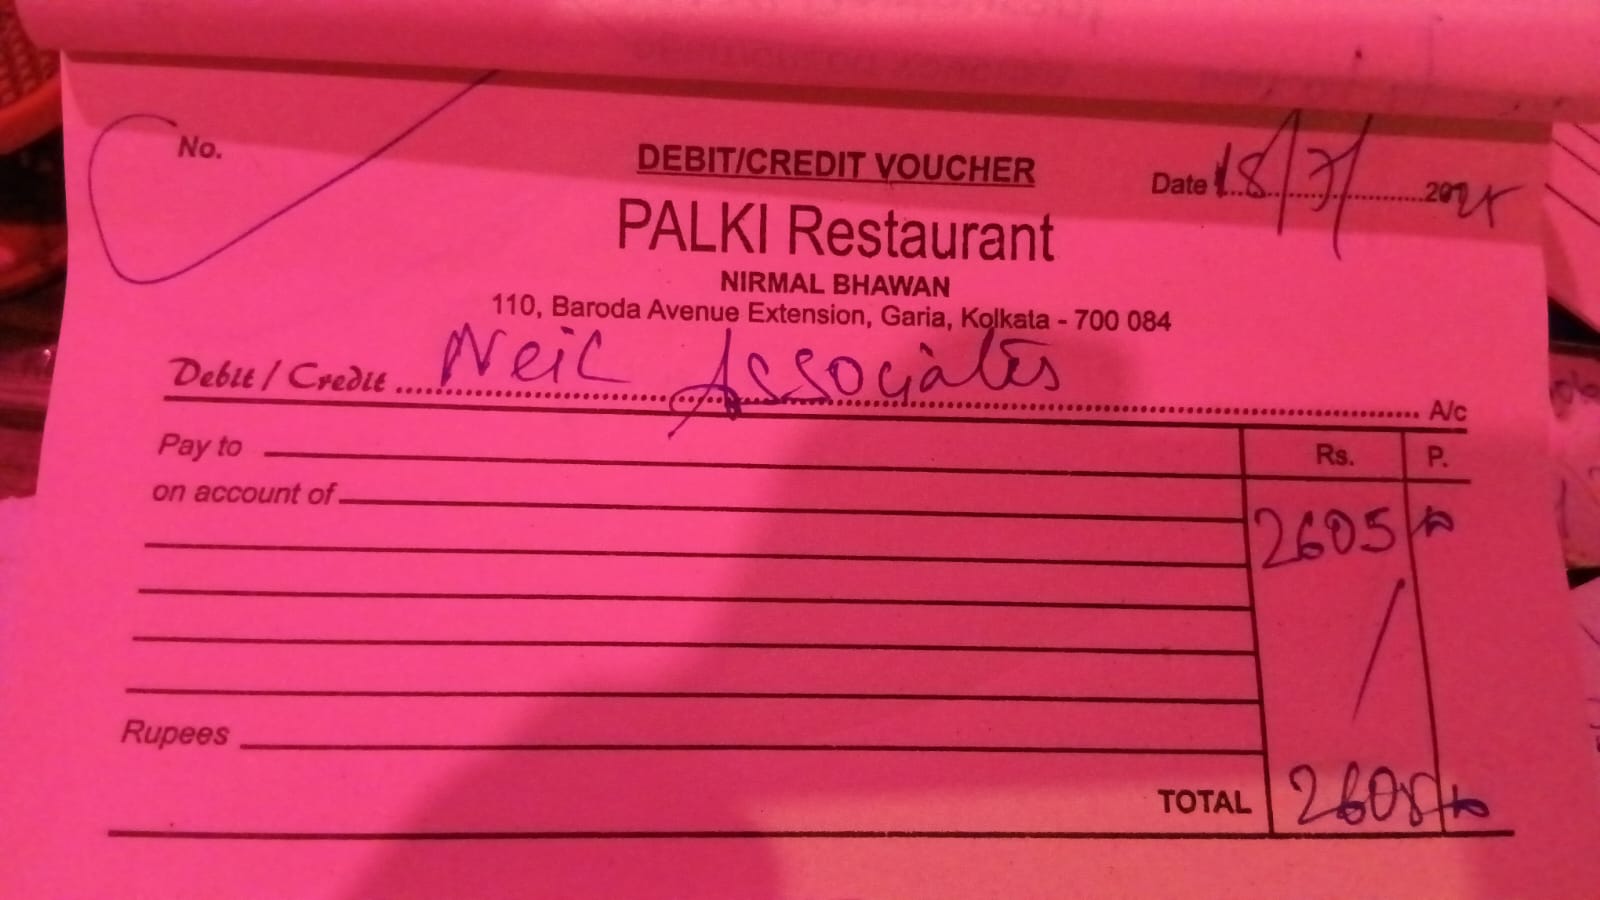 No.
DEBIT/CREDIT VOUCHER
Date 18/7/2025
PALKI Restaurant
NIRMAL BHAWAN
110, Baroda Avenue Extension, Garia, Kolkata - 700 084
Debit / Credit Neil Associates A/c
Pay to Rs. P.
on account of
2605
Rupees
TOTAL 2605